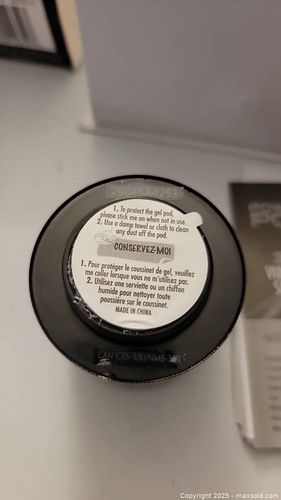 1. To protect the gel pad,
please stick me on when not in use.
2. Use a damp towel or cloth to clean
any dust off the pad.
CONSERVEZ-MOI
1. Pour protéger le coussinet de gel, veuillez
me coller lorsque vous ne m'utilisez pas.
2. Utilisez une serviette ou un chiffon
humide pour nettoyer toute
poussière sur le coussinet.
MADE IN CHINA
Copyright 2025 - maxsold.com